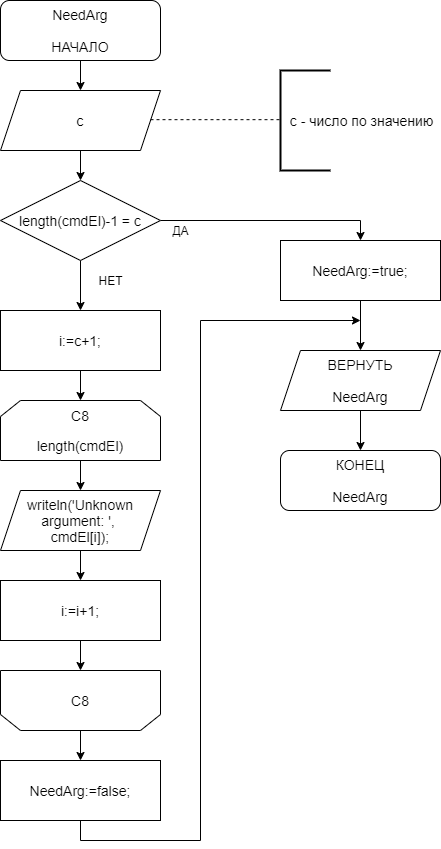 NeedArg
НАЧАЛО
c
c - число по значению
length(cmdEl)-1 = c
ДА
НЕТ
NeedArg:=true;
i:=c+1;
ВЕРНУТЬ
NeedArg
C8
length(cmdEl)
КОНЕЦ
NeedArg
writeln('Unknown
argument: ',
cmdEl[i]);
i:=i+1;
C8
NeedArg:=false;